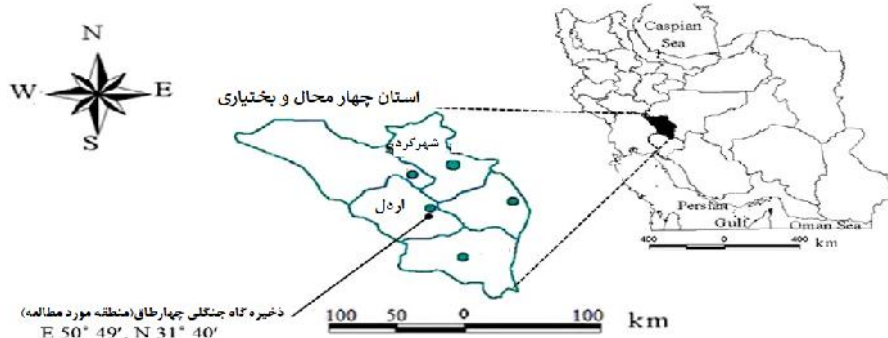 N
W E
S
Caspian
Sea
استان چهار محال و بختیاری
شهرکرد
اردل
Persian
Gulf
Oman Sea
400 0 400
km
ذخیره گاه جنگلی چهارطاق(منطقه مورد مطالعه)
E 50° 49', N 31° 40'
100 50 0 100
km